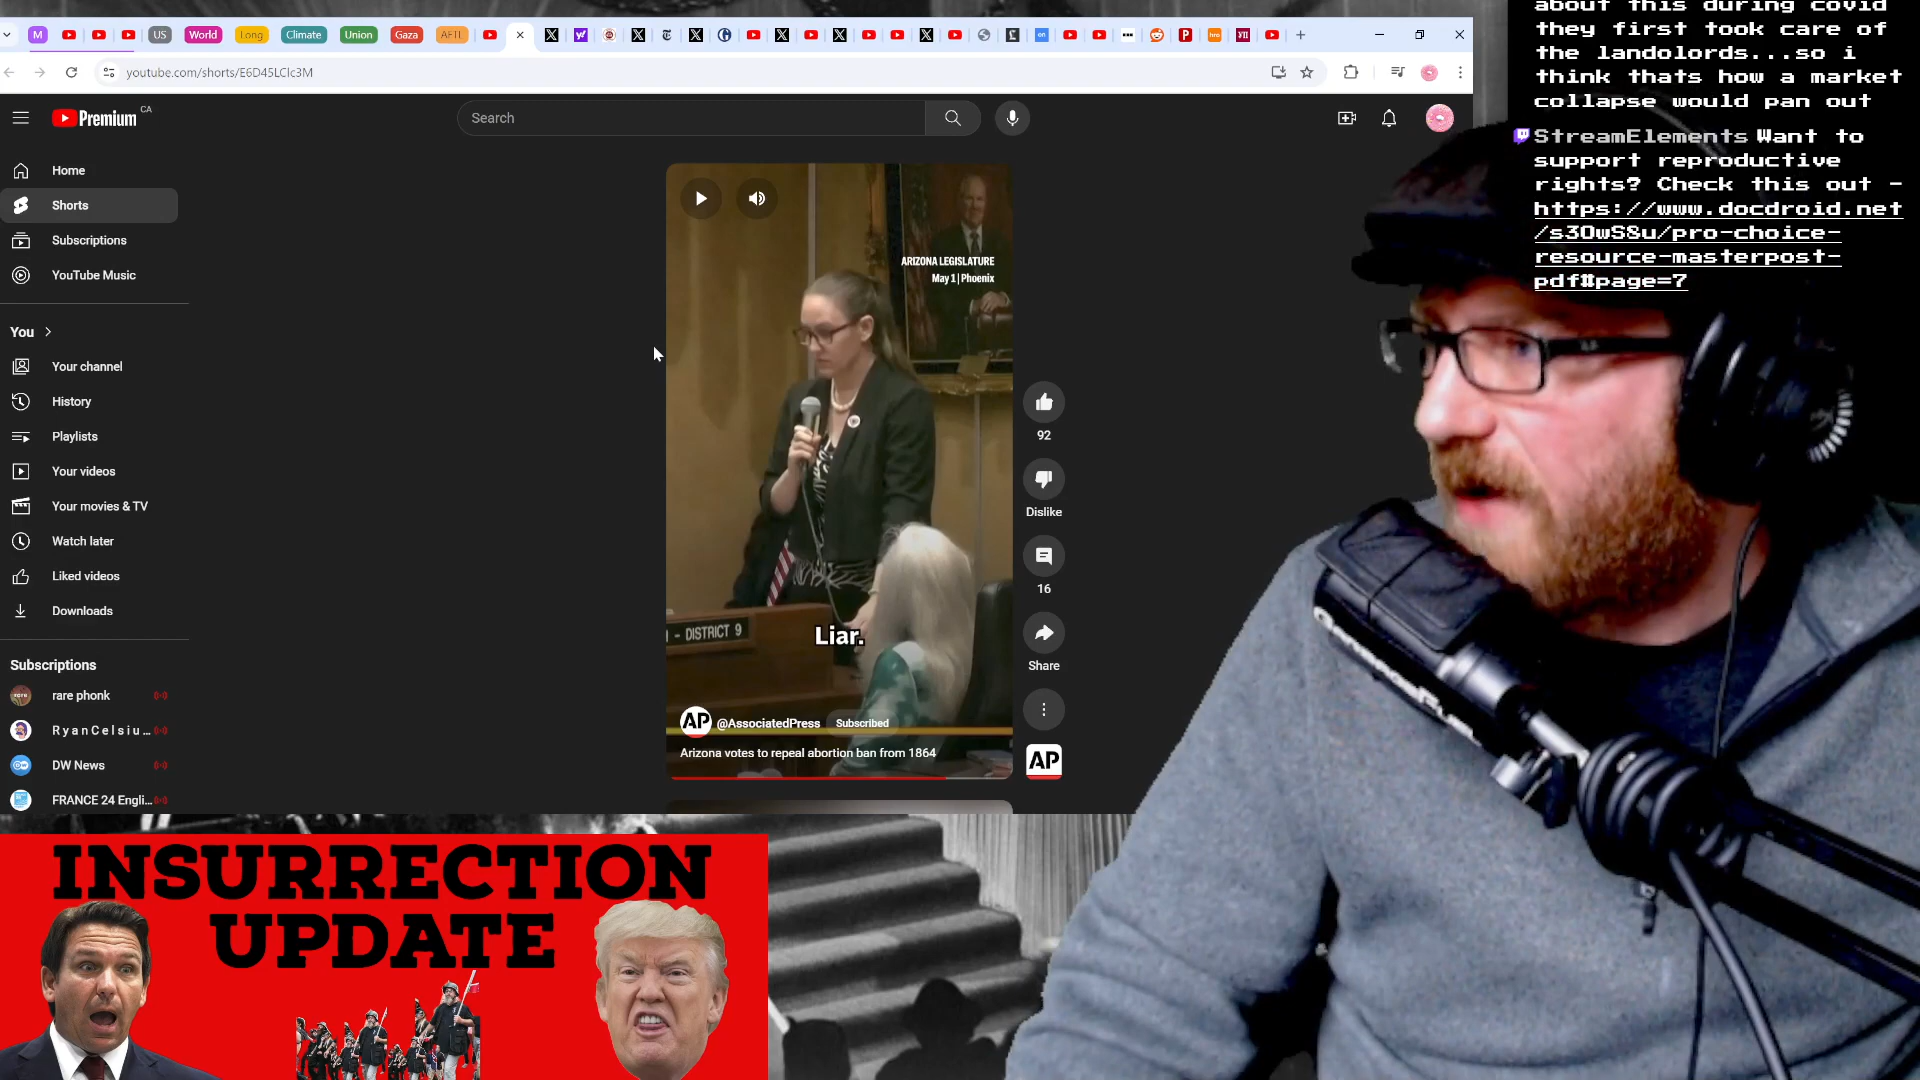 M
US
World
Long
Climate
Union
Gaza
AFTL
youtube.com/shorts/E6D45LCIc3M
Premium
CA
Search
Home
Shorts
Subscriptions
YouTube Music
You
Your channel
History
Playlists
Your videos
Your movies & TV
Watch later
Liked videos
Downloads
Subscriptions
rare phonk
R y a n C e l s i u ...
DW News
FRANCE 24 Engli...
ARIZONA LEGISLATURE
May 1 | Phoenix
- DISTRICT 9
Liar.
AP
@AssociatedPress
Subscribed
Arizona votes to repeal abortion ban from 1864
92
Dislike
16
Share
AP
about this during covid
they first took care of
the landolords...so i
think thats how a market
collapse would pan out
StreamElements Want to
support reproductive
rights? Check this out -
https://www.docdroid.net
/s3OwS8u/pro-choice-
resource-masterpost-
pdf#page=7
INSURRECTION
UPDATE